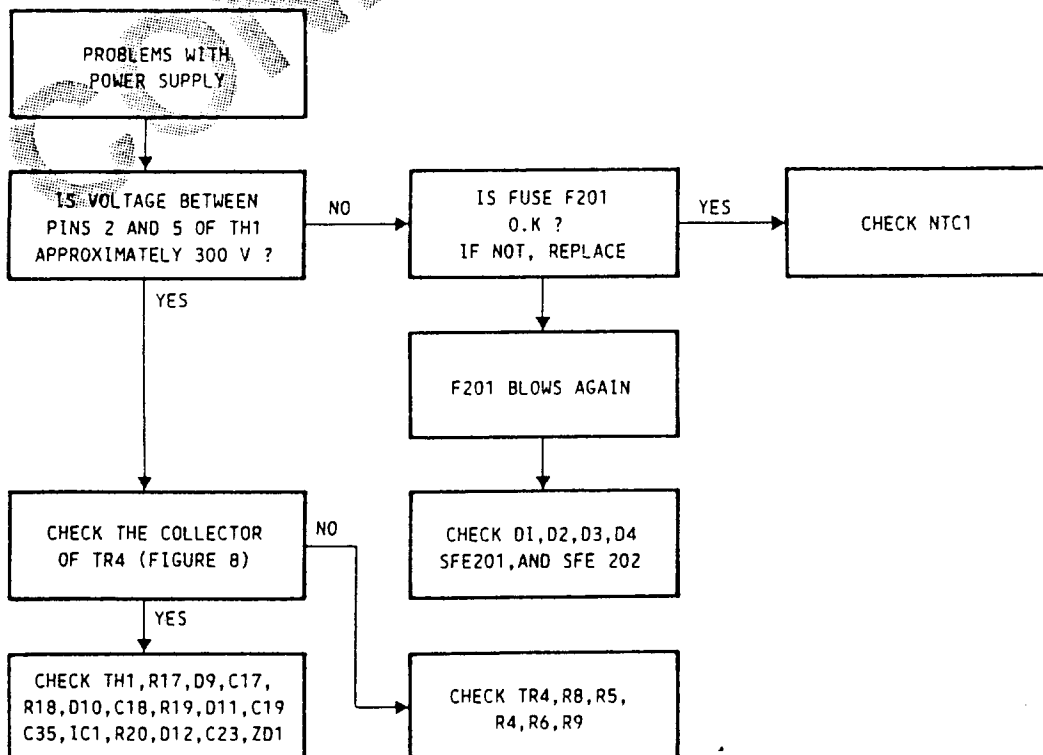 PROBLEMS WITH
POWER SUPPLY
IS VOLTAGE BETWEEN
PINS 2 AND 5 OF TH1
APPROXIMATELY 300 V ?
NO
IS FUSE F201
O.K ?
IF NOT, REPLACE
YES
CHECK NTC1
YES
F201 BLOWS AGAIN
CHECK THE COLLECTOR
OF TR4 (FIGURE 8)
NO
CHECK DI,D2,D3,D4
SFE201,AND SFE 202
YES
CHECK TH1,R17,D9,C17,
R18,D10,C18,R19,D11,C19
C35,IC1,R20,D12,C23,ZD1
CHECK TR4,R8,R5,
R4,R6,R9